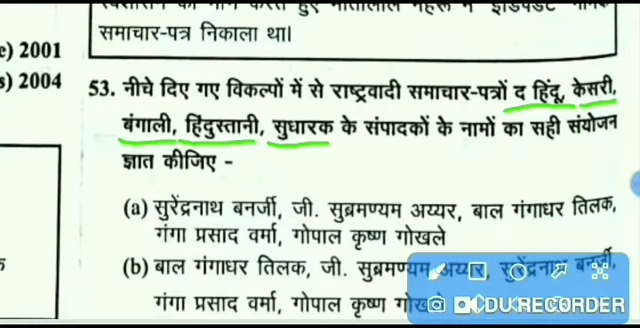 समाचार-पत्र निकाला था।
e) 2001
s) 2004
53. नीचे दिए गए विकल्पों में से राष्ट्रवादी समाचार-पत्रों द हिंदू, केसरी,
बंगाली, हिंदुस्तानी, सुधारक के संपादकों के नामों का सही संयोजन
ज्ञात कीजिए -
(a) सुरेंद्रनाथ बनर्जी, जी. सुब्रमण्यम अय्यर, बाल गंगाधर तिलक,
गंगा प्रसाद वर्मा, गोपाल कृष्ण गोखले
(b) बाल गंगाधर तिलक, जी. सुब्रमण्यम अय्यर, सुरेंद्रनाथ बनर्जी,
गंगा प्रसाद वर्मा, गोपाल कृष्ण गोखले
DU RECORDER